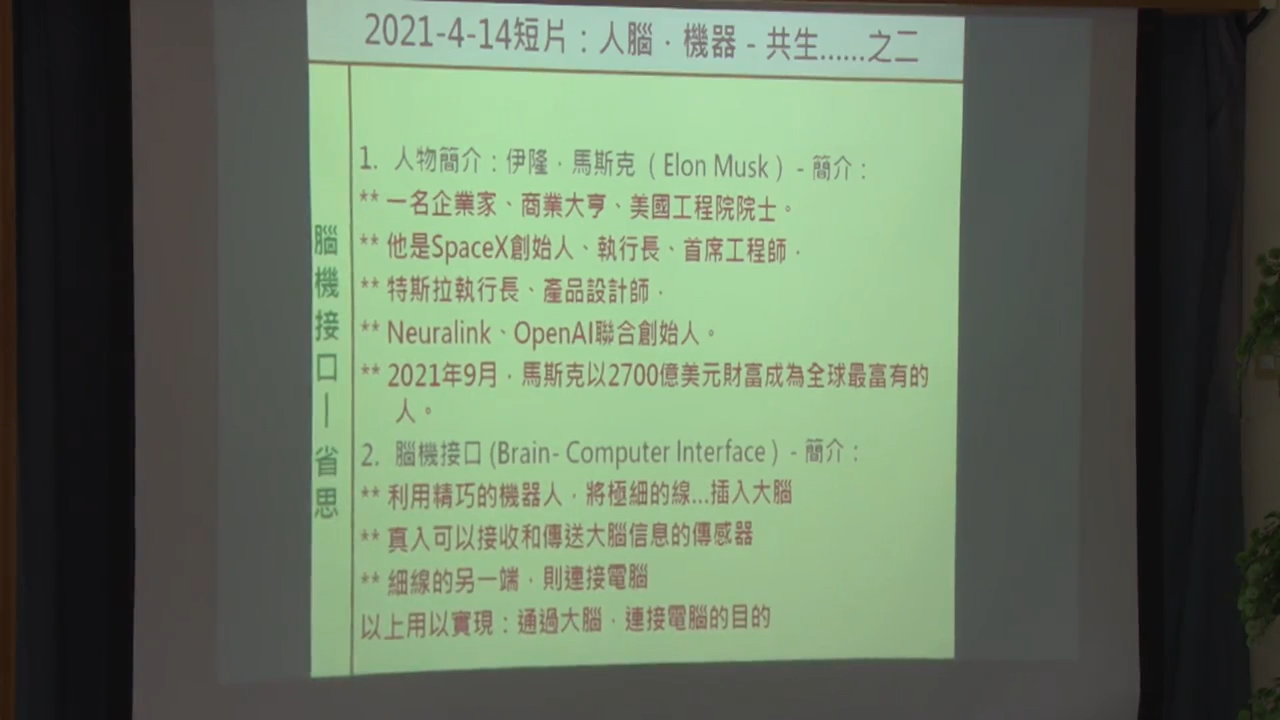 2021-4-14短片：人腦．機器 - 共生......之二
腦機接口—省思
1. 人物簡介：伊隆．馬斯克（Elon Musk）- 簡介：
** 一名企業家、商業大亨、美國工程院院士。
** 他是SpaceX創始人、執行長、首席工程師．
** 特斯拉執行長、產品設計師．
** Neuralink、OpenAI聯合創始人。
** 2021年9月，馬斯克以2700億美元財富成為全球最富有的
人。
2. 腦機接口 (Brain- Computer Interface）- 簡介：
** 利用精巧的機器人，將極細的線...插入大腦
** 真入可以接收和傳送大腦信息的傳感器
** 細線的另一端，則連接電腦
以上用以實現：通過大腦，連接電腦的目的